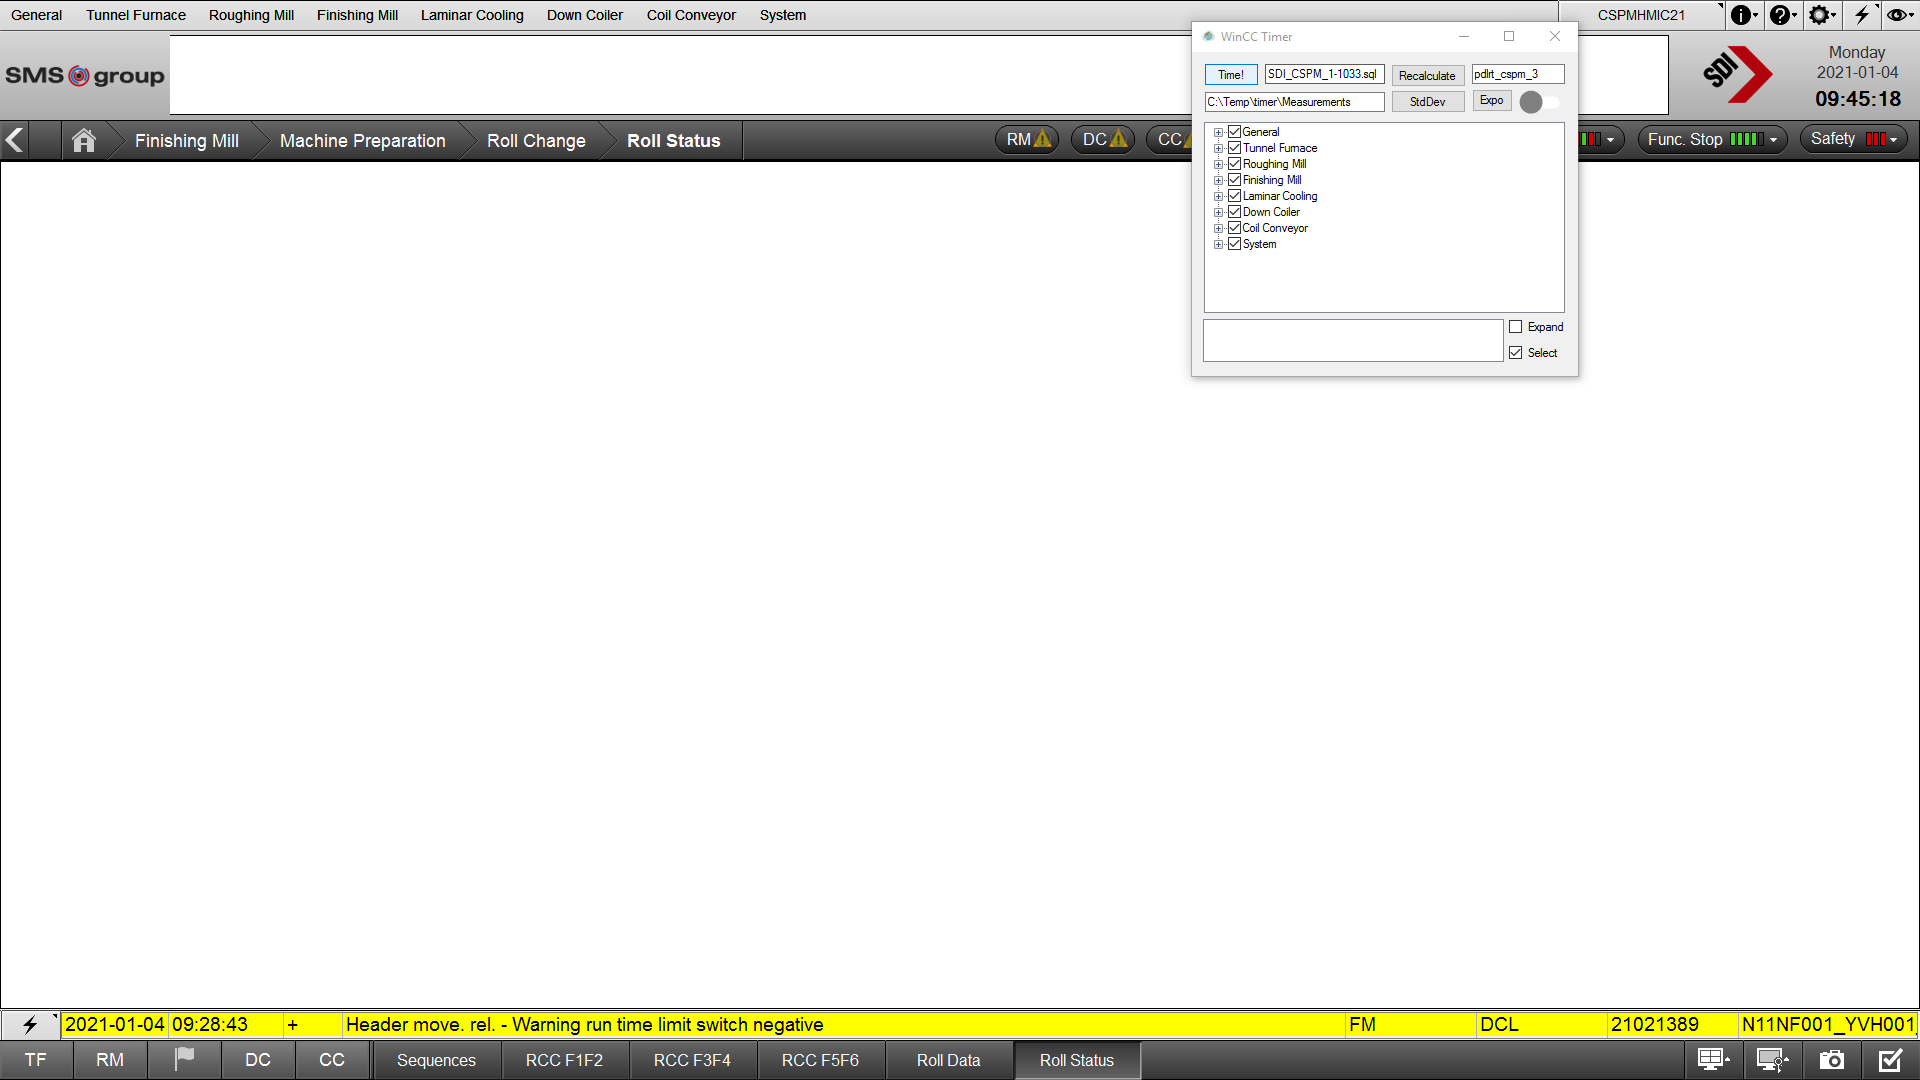 General Tunnel Furnace Roughing Mill Finishing Mill Laminar Cooling Down Coiler Coil Conveyor System CSPMHMIC21
SMS group
SDI
Monday
2021-01-04
09:45:18
WinCC Timer
Time! SDI_CSPM_1-1033.sql Recalculate pdlrt_cspm_3
C:\Temp\timer\Measurements StdDev Expo
General
Tunnel Furnace
Roughing Mill
Finishing Mill
Laminar Cooling
Down Coiler
Coil Conveyor
System
Expand
Select
Finishing Mill Machine Preparation Roll Change Roll Status RM DC CC Func. Stop Safety
2021-01-04 09:28:43 + Header move. rel. - Warning run time limit switch negative FM DCL 21021389 N11NF001_YVH001
TF RM DC CC Sequences RCC F1F2 RCC F3F4 RCC F5F6 Roll Data Roll Status